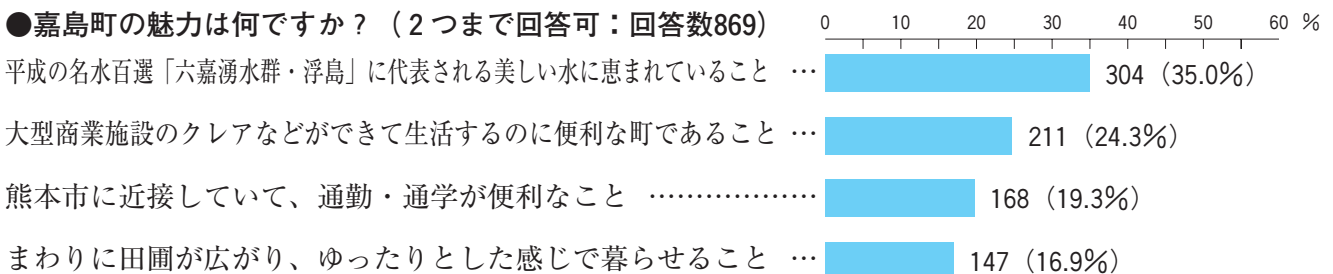 ●嘉島町の魅力は何ですか？（２つまで回答可：回答数869）
0 10 20 30 40 50 60 %
平成の名水百選「六嘉湧水群・浮島」に代表される美しい水に恵まれていること … 304（35.0%）
大型商業施設のクレアなどができて生活するのに便利な町であること … 211（24.3%）
熊本市に近接していて、通勤・通学が便利なこと ……………… 168（19.3%）
まわりに田圃が広がり、ゆったりとした感じで暮らせること … 147（16.9%）